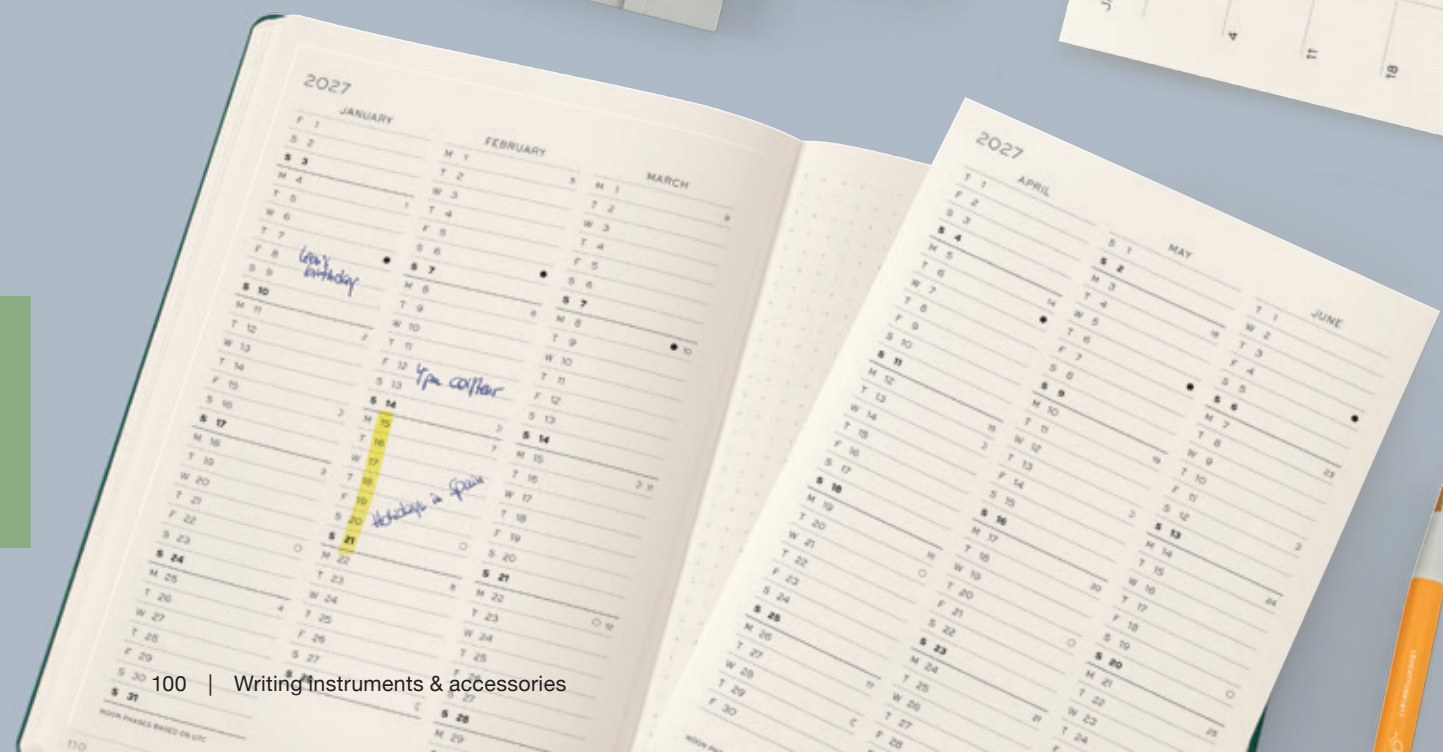 4
11
18
2027
JANUARY
F 1
S 2
S 3
M 4
T 5
W 6
T 7
F 8
birthday
S 9
S 10
M 11
T 12
W 13
T 14
F 15
S 16
S 17
M 18
T 19
W 20
T 21
F 22
S 23
S 24
M 25
T 26
W 27
T 28
F 29
S 30
S 31
MOON PHASES BASED ON UTC
110
FEBRUARY
M 1
T 2
W 3
T 4
F 5
S 6
S 7
M 8
T 9
W 10
T 11
F 12
4pm coiffeur
S 13
S 14
M 15
T 16
W 17
T 18
F 19
Holidays in Spain
S 20
S 21
M 22
T 23
W 24
T 25
F 26
S 27
MARCH
M 1
T 2
W 3
T 4
F 5
S 6
S 7
M 8
T 9
W 10
T 11
F 12
S 13
S 14
M 15
T 16
W 17
T 18
F 19
S 20
S 21
M 22
T 23
W 24
T 25
S 28
M 29
2027
APRIL
T 1
F 2
S 3
S 4
M 5
T 6
W 7
T 8
F 9
S 10
S 11
M 12
T 13
W 14
T 15
F 16
S 17
S 18
M 19
T 20
W 21
T 22
F 23
S 24
S 25
M 26
T 27
W 28
T 29
F 30
MAY
S 1
S 2
M 3
T 4
W 5
T 6
F 7
S 8
S 9
M 10
T 11
W 12
T 13
F 14
S 15
S 16
M 17
T 18
W 19
T 20
F 21
S 22
S 23
M 24
T 25
W 26
T 27
F 28
JUNE
T 1
W 2
T 3
F 4
S 5
S 6
M 7
T 8
W 9
T 10
F 11
S 12
S 13
M 14
T 15
W 16
T 17
F 18
S 19
S 20
M 21
T 22
W 23
T 24
100 | Writing instruments & accessories